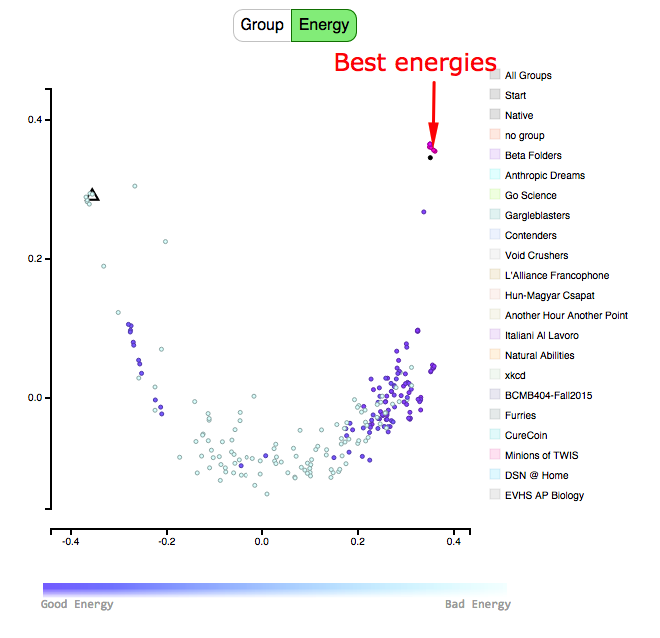 Group Energy
Best energies
All Groups
Start
Native
no group
Beta Folders
Anthropic Dreams
Go Science
Gargleblasters
Contenders
Void Crushers
L'Alliance Francophone
Hun-Magyar Csapat
Another Hour Another Point
Italiani Al Lavoro
Natural Abilities
xkcd
BCMB404-Fall2015
Furries
CureCoin
Minions of TWIS
DSN @ Home
EVHS AP Biology
0.4
0.2
0.0
-0.4 -0.2 0.0 0.2 0.4
Good Energy Bad Energy